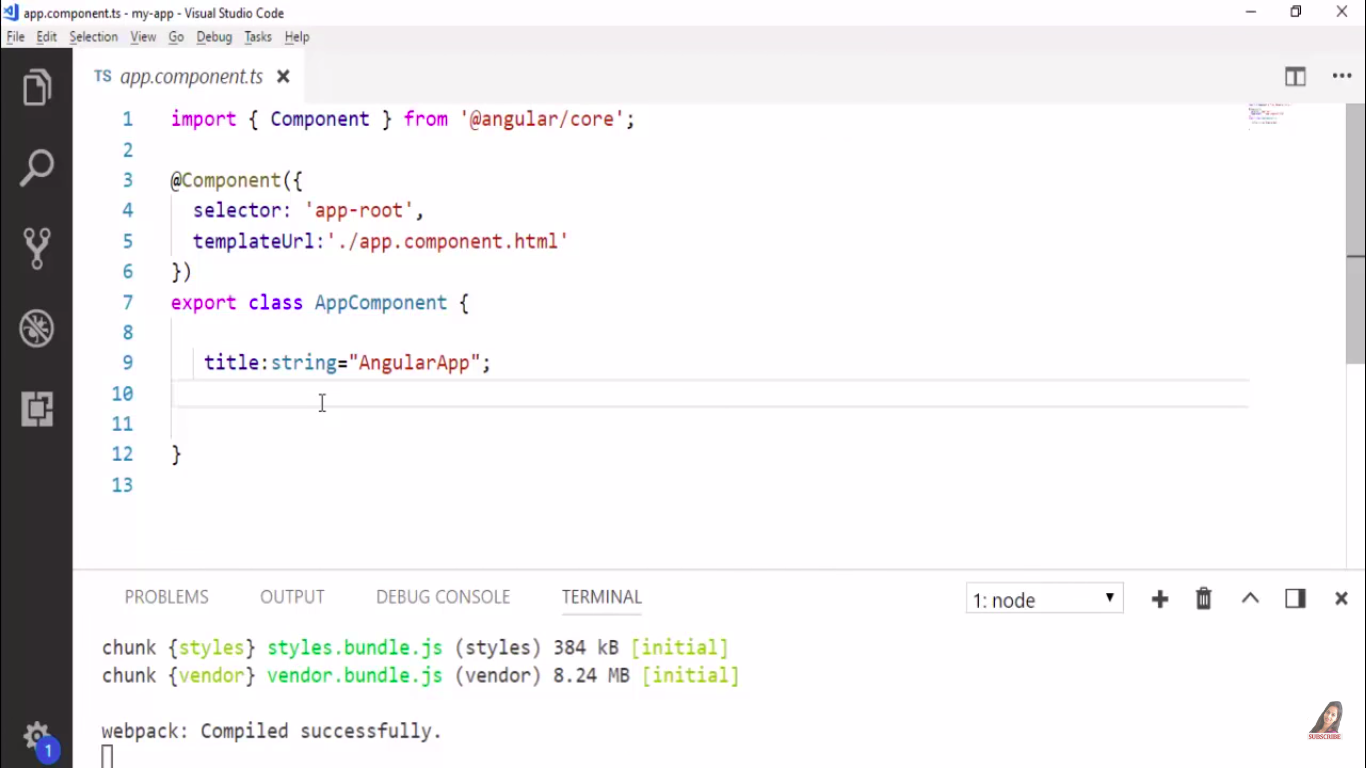 app.component.ts - my-app - Visual Studio Code
File Edit Selection View Go Debug Tasks Help
TS app.component.ts
1 import { Component } from '@angular/core';
2
3 @Component({
4 selector: 'app-root',
5 templateUrl:'./app.component.html'
6 })
7 export class AppComponent {
8
9 title:string="AngularApp";
10
11
12 }
13
PROBLEMS OUTPUT DEBUG CONSOLE TERMINAL 1: node
chunk {styles} styles.bundle.js (styles) 384 kB [initial]
chunk {vendor} vendor.bundle.js (vendor) 8.24 MB [initial]
webpack: Compiled successfully.
1
SUBSCRIBE